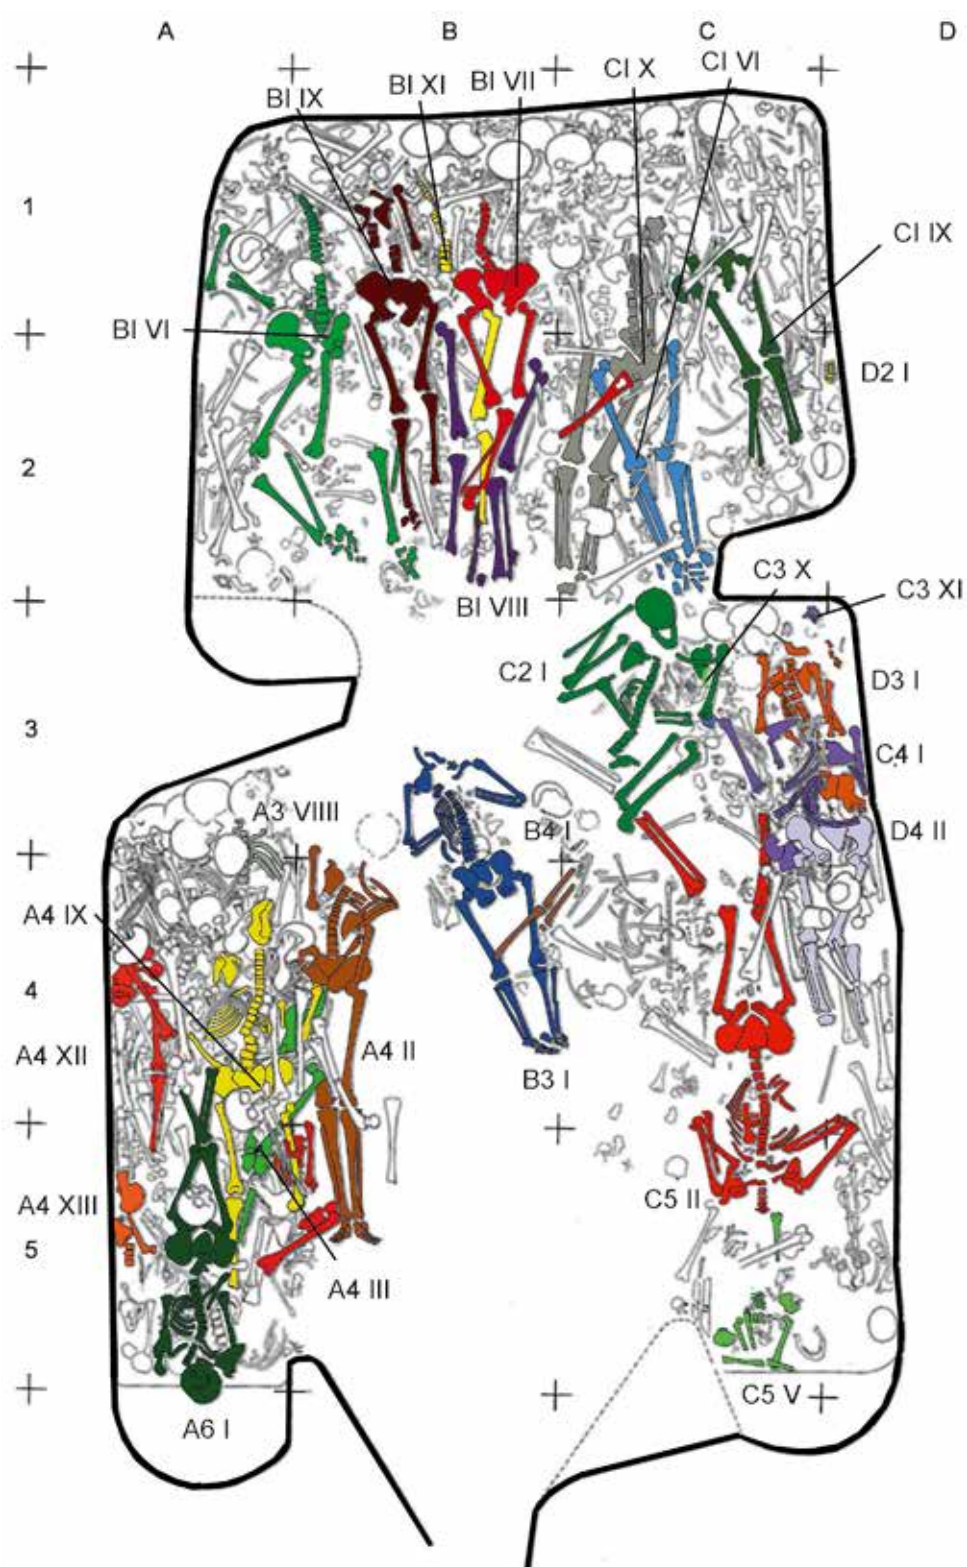 A B C D
CI X CI VI
BI IX BI XI BI VII
1
CI IX
BI VI
D2 I
2
C3 X
C3 XI
BI VIII
C2 I
D3 I
3
C4 I
A3 VIIII
B4 I
D4 II
A4 IX
4
A4 XII
A4 II
B3 I
A4 XIII
C5 II
5
A4 III
C5 V
A6 I